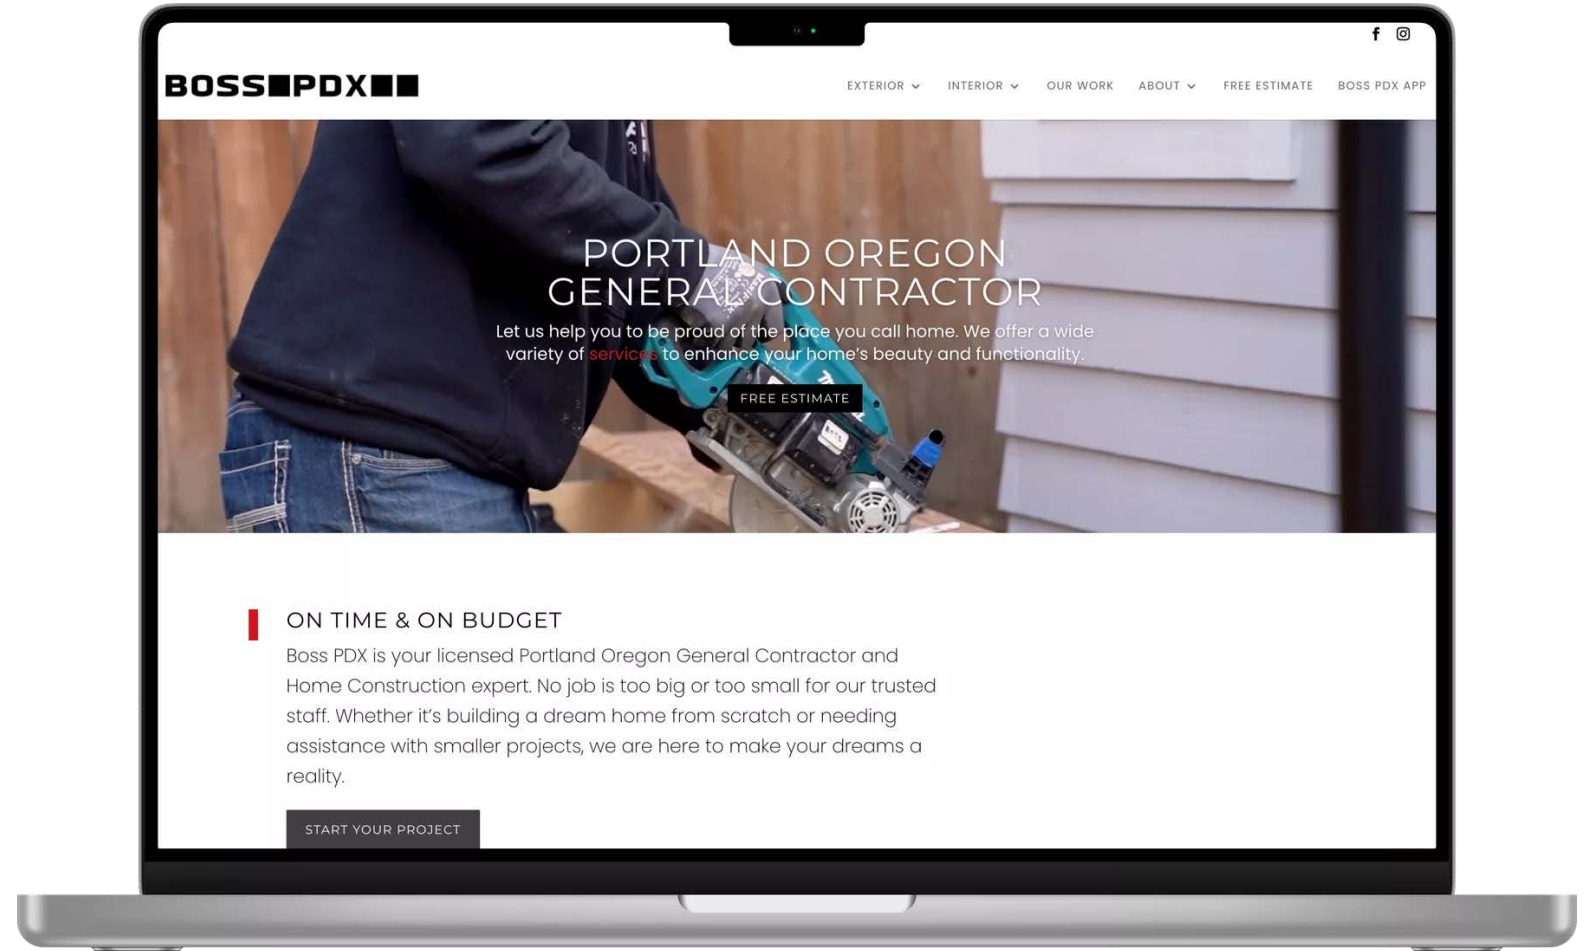 BOSS■PDX■■
EXTERIOR
INTERIOR
OUR WORK
ABOUT
FREE ESTIMATE
BOSS PDX APP
PORTLAND OREGON
GENERAL CONTRACTOR
Let us help you to be proud of the place you call home. We offer a wide
variety of services to enhance your home's beauty and functionality.
FREE ESTIMATE
ON TIME & ON BUDGET
Boss PDX is your licensed Portland Oregon General Contractor and
Home Construction expert. No job is too big or too small for our trusted
staff. Whether it's building a dream home from scratch or needing
assistance with smaller projects, we are here to make your dreams a
reality.
START YOUR PROJECT